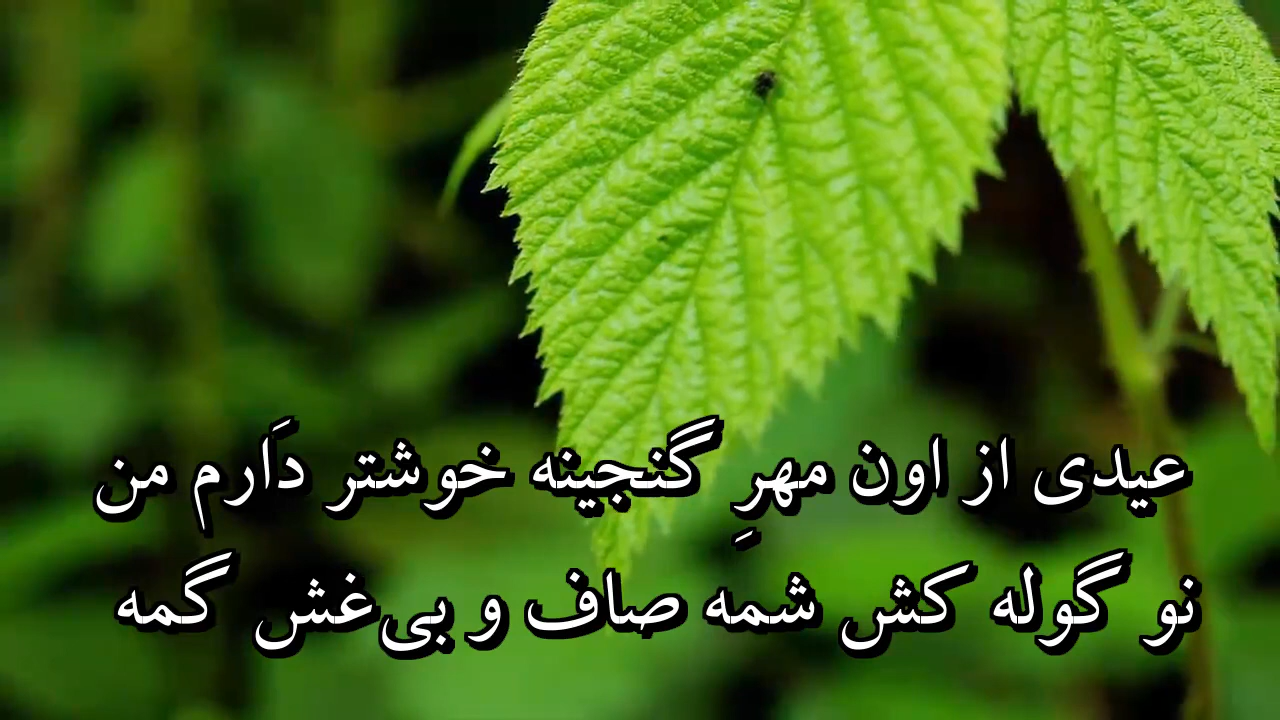 عیدی از اون مهرِ گنجینه خوشتر دَارم من
نو گوله کش شمه صاف و بی‌غش گمه